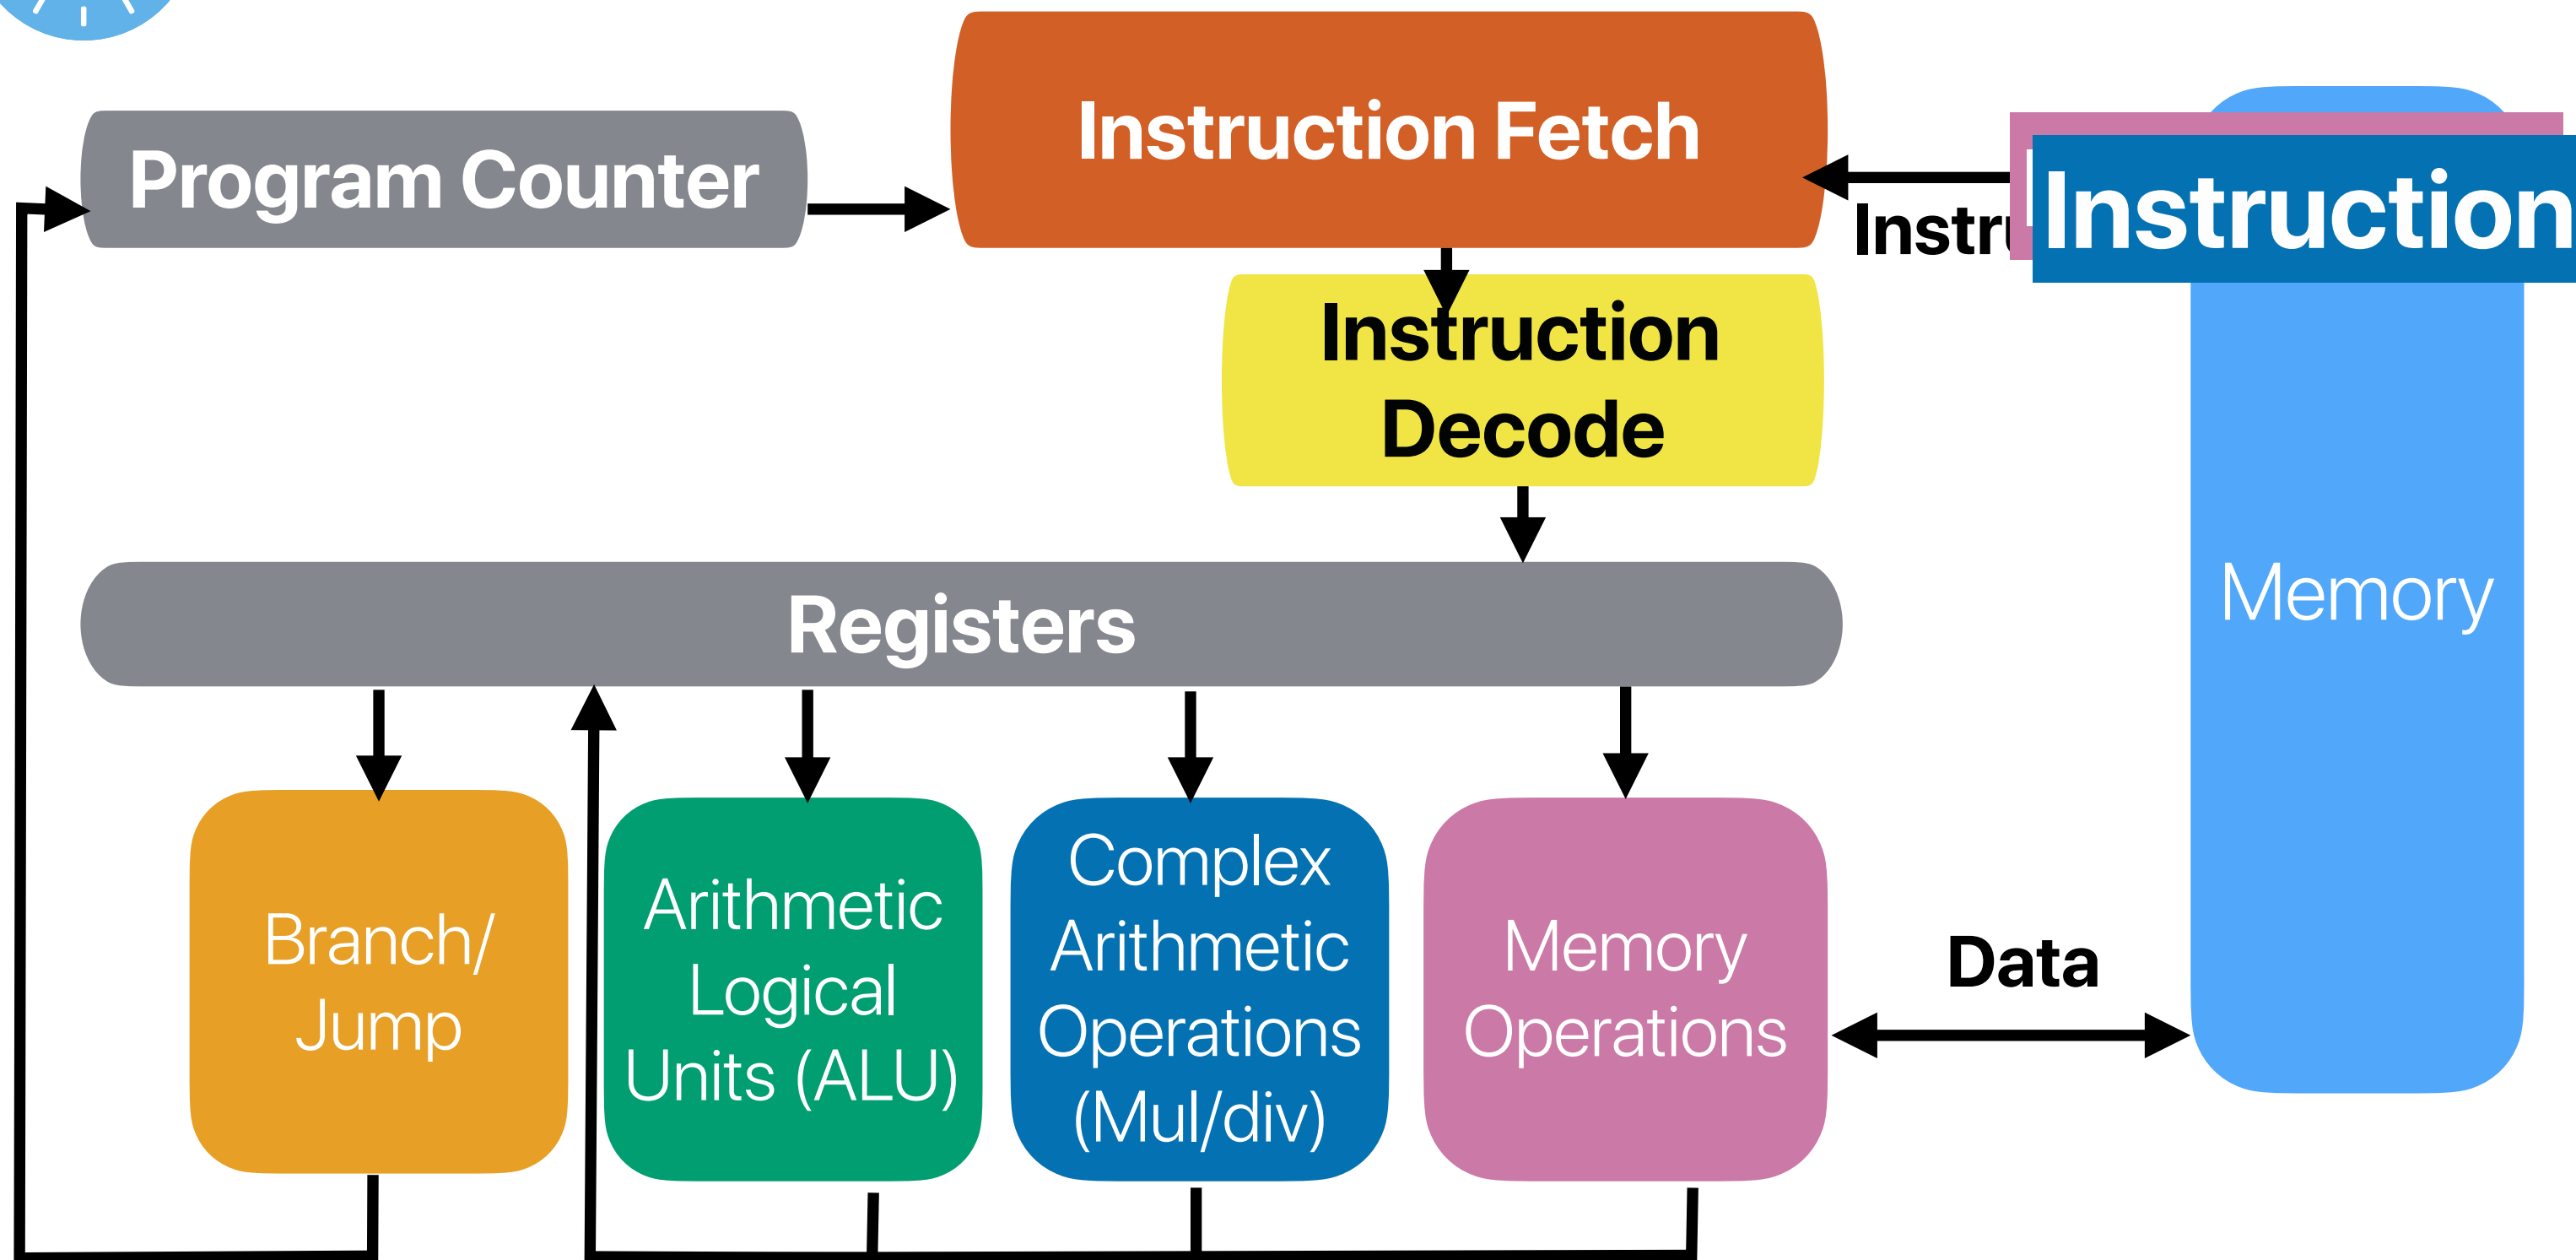 Instruction Fetch
Program Counter
Instruction
Instruction
Decode
Registers
Memory
Branch/
Jump
Arithmetic
Logical
Units (ALU)
Complex
Arithmetic
Operations
(Mul/div)
Memory
Operations
Data